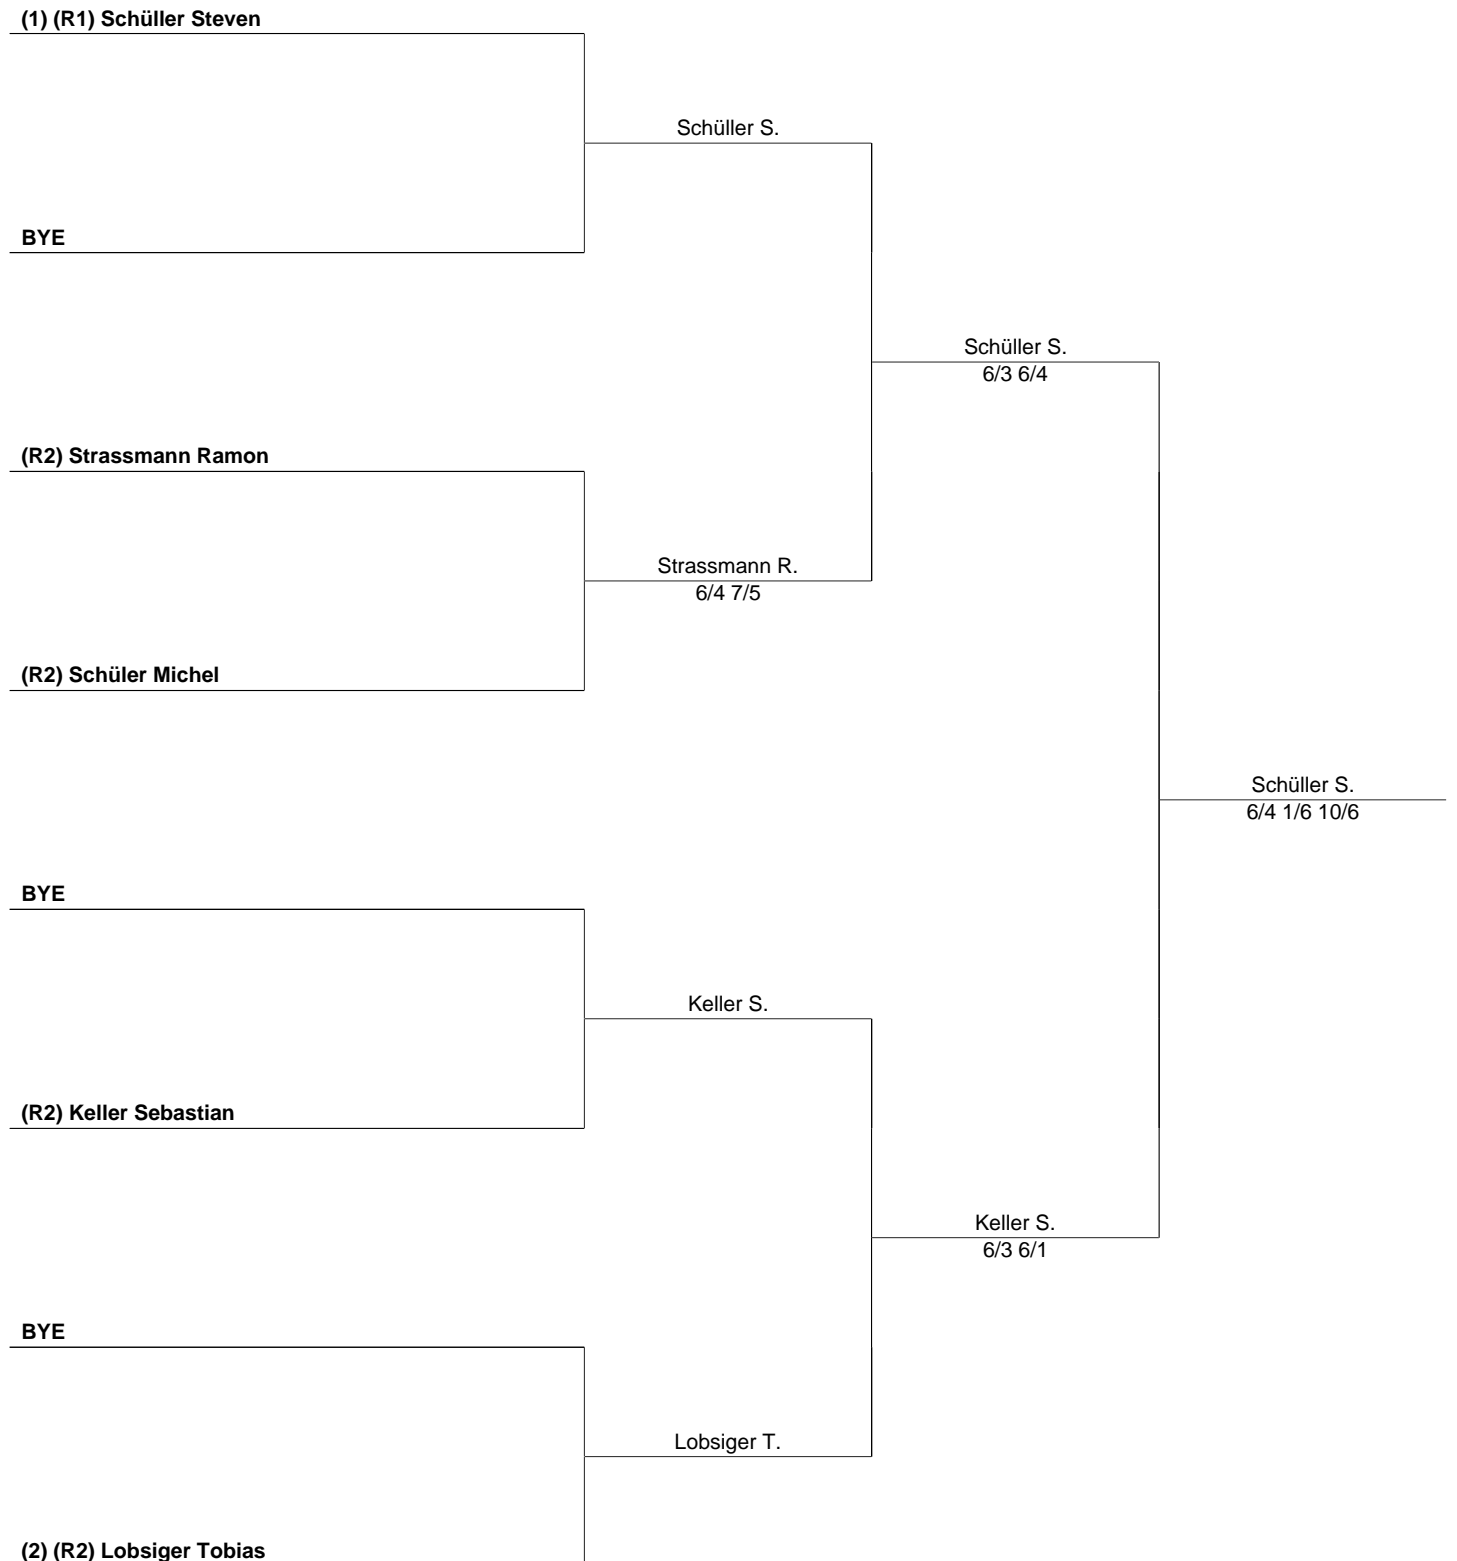 (1) (R1) Schüller Steven
Schüller S.
BYE
Schüller S.
6/3 6/4
(R2) Strassmann Ramon
Strassmann R.
6/4 7/5
(R2) Schüler Michel
Schüller S.
6/4 1/6 10/6
BYE
Keller S.
(R2) Keller Sebastian
Keller S.
6/3 6/1
BYE
Lobsiger T.
(2) (R2) Lobsiger Tobias